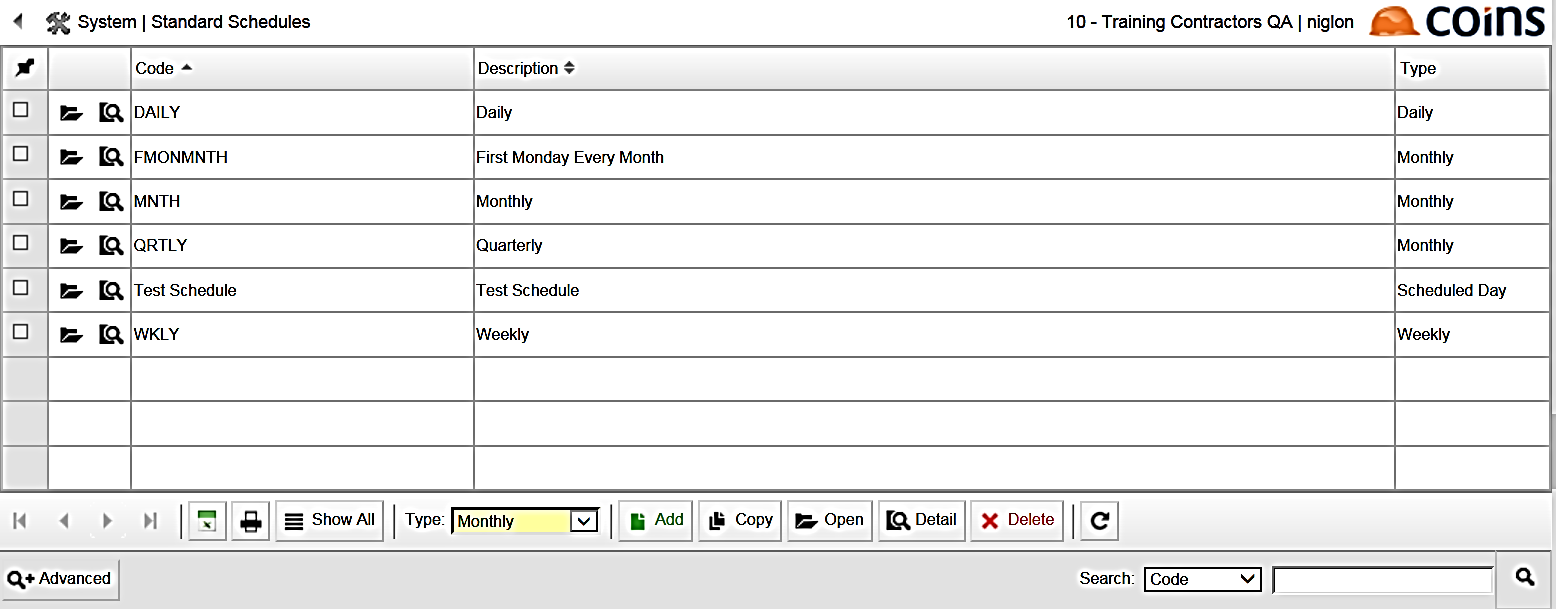 System | Standard Schedules 10 - Training Contractors QA | niglon coins
Code Description Type
DAILY Daily Daily
FMONMNTH First Monday Every Month Monthly
MNTH Monthly Monthly
QRTLY Quarterly Monthly
Test Schedule Test Schedule Scheduled Day
WKLY Weekly Weekly
Show All Type: Monthly Add Copy Open Detail Delete
Advanced Search: Code